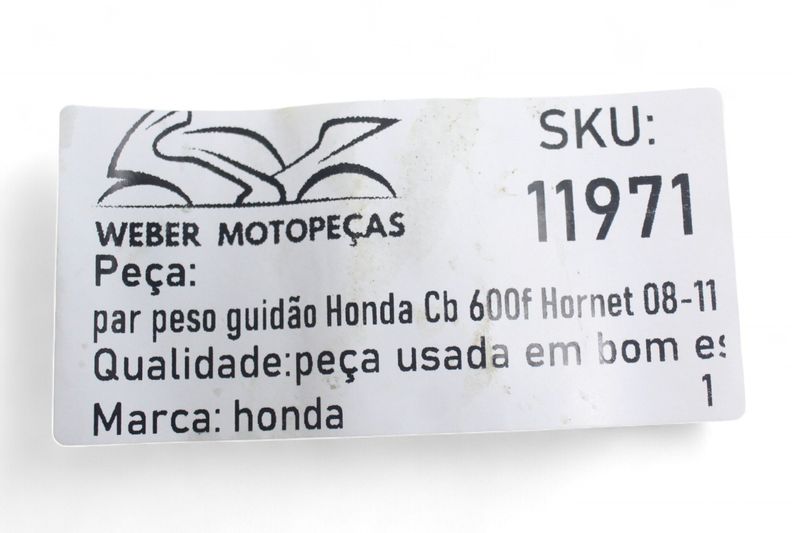 SKU:
11971
WEBER MOTOPEÇAS
Peça:
par peso guidão Honda Cb 600f Hornet 08-11
Qualidade:peça usada em bom es
1
Marca: honda